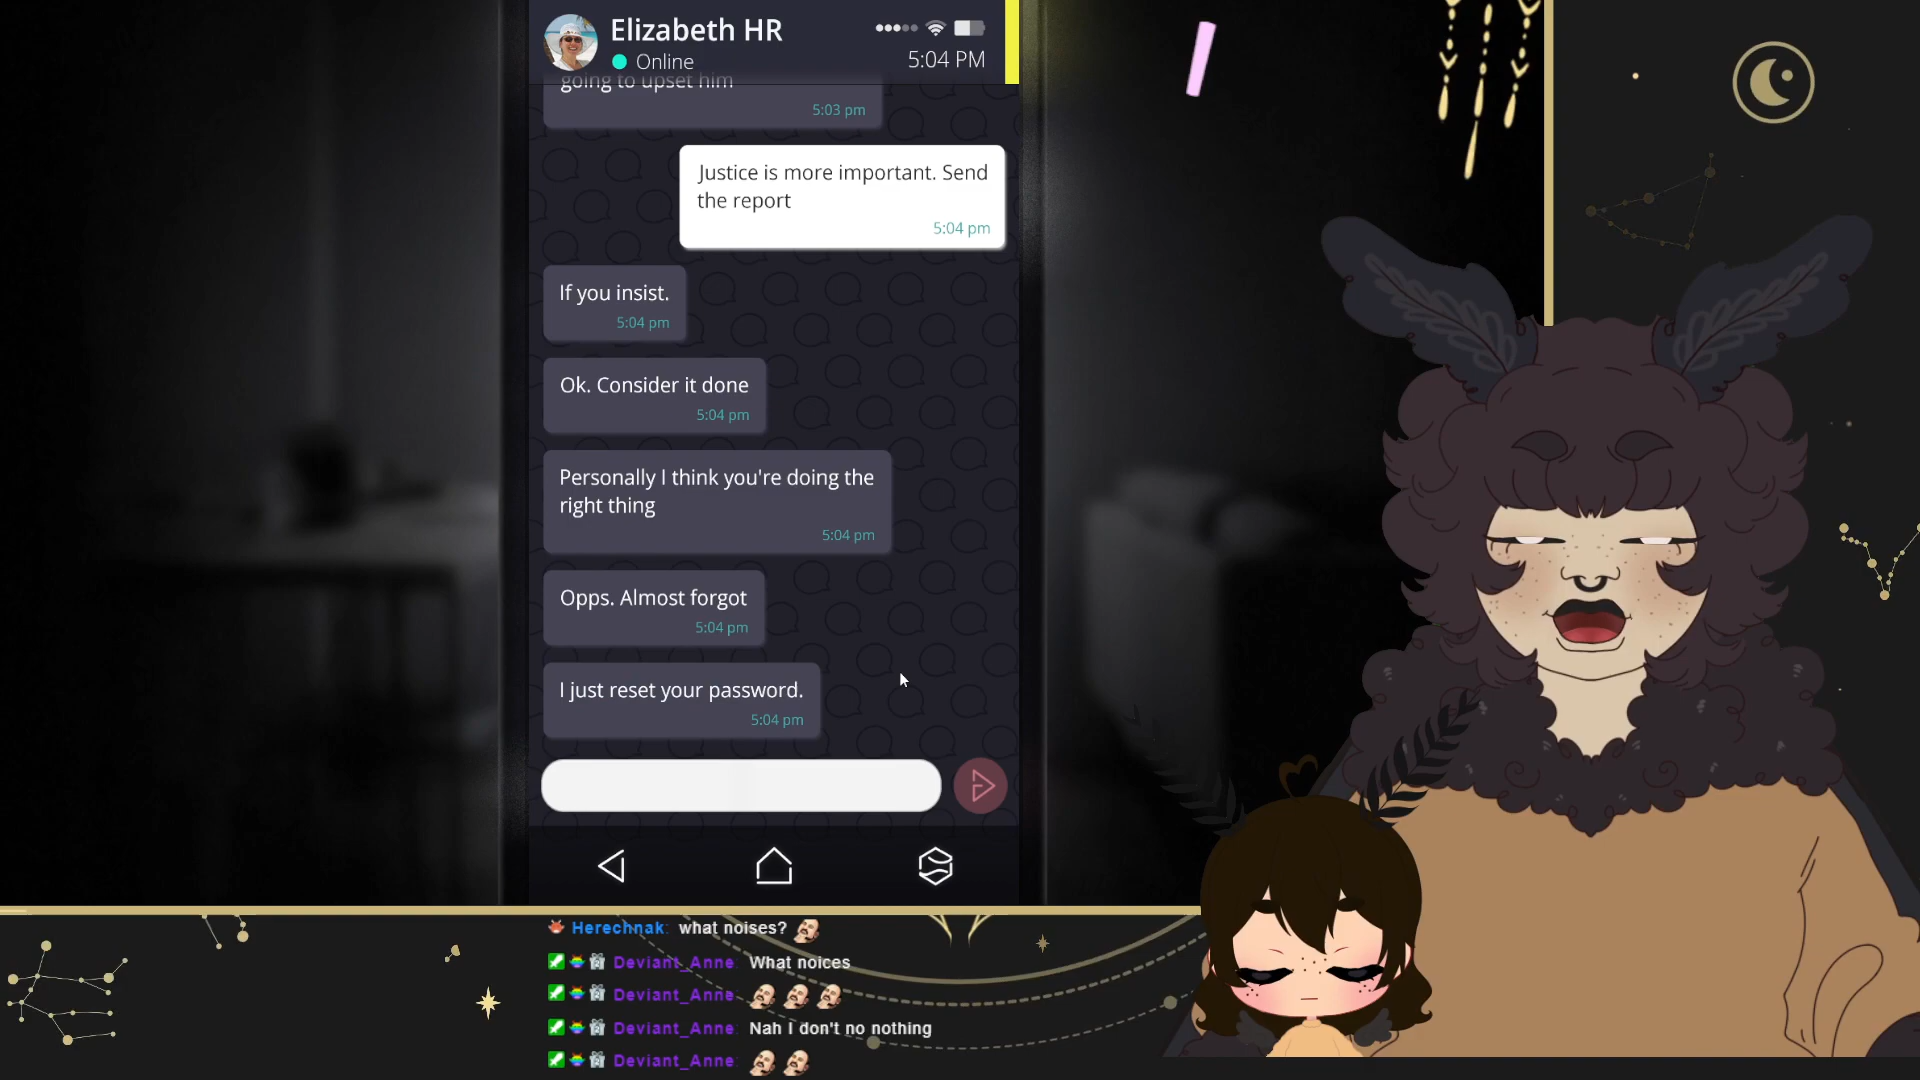 Elizabeth HR
Online
5:04 PM
going to upset him
5:03 pm
Justice is more important. Send
the report
5:04 pm
If you insist.
5:04 pm
Ok. Consider it done
5:04 pm
Personally I think you're doing the
right thing
5:04 pm
Opps. Almost forgot
5:04 pm
I just reset your password.
5:04 pm
Herechnak: what noises?
Deviant_Anne: What noices
Deviant_Anne:
Deviant_Anne: Nah I don't no nothing
Deviant_Anne: